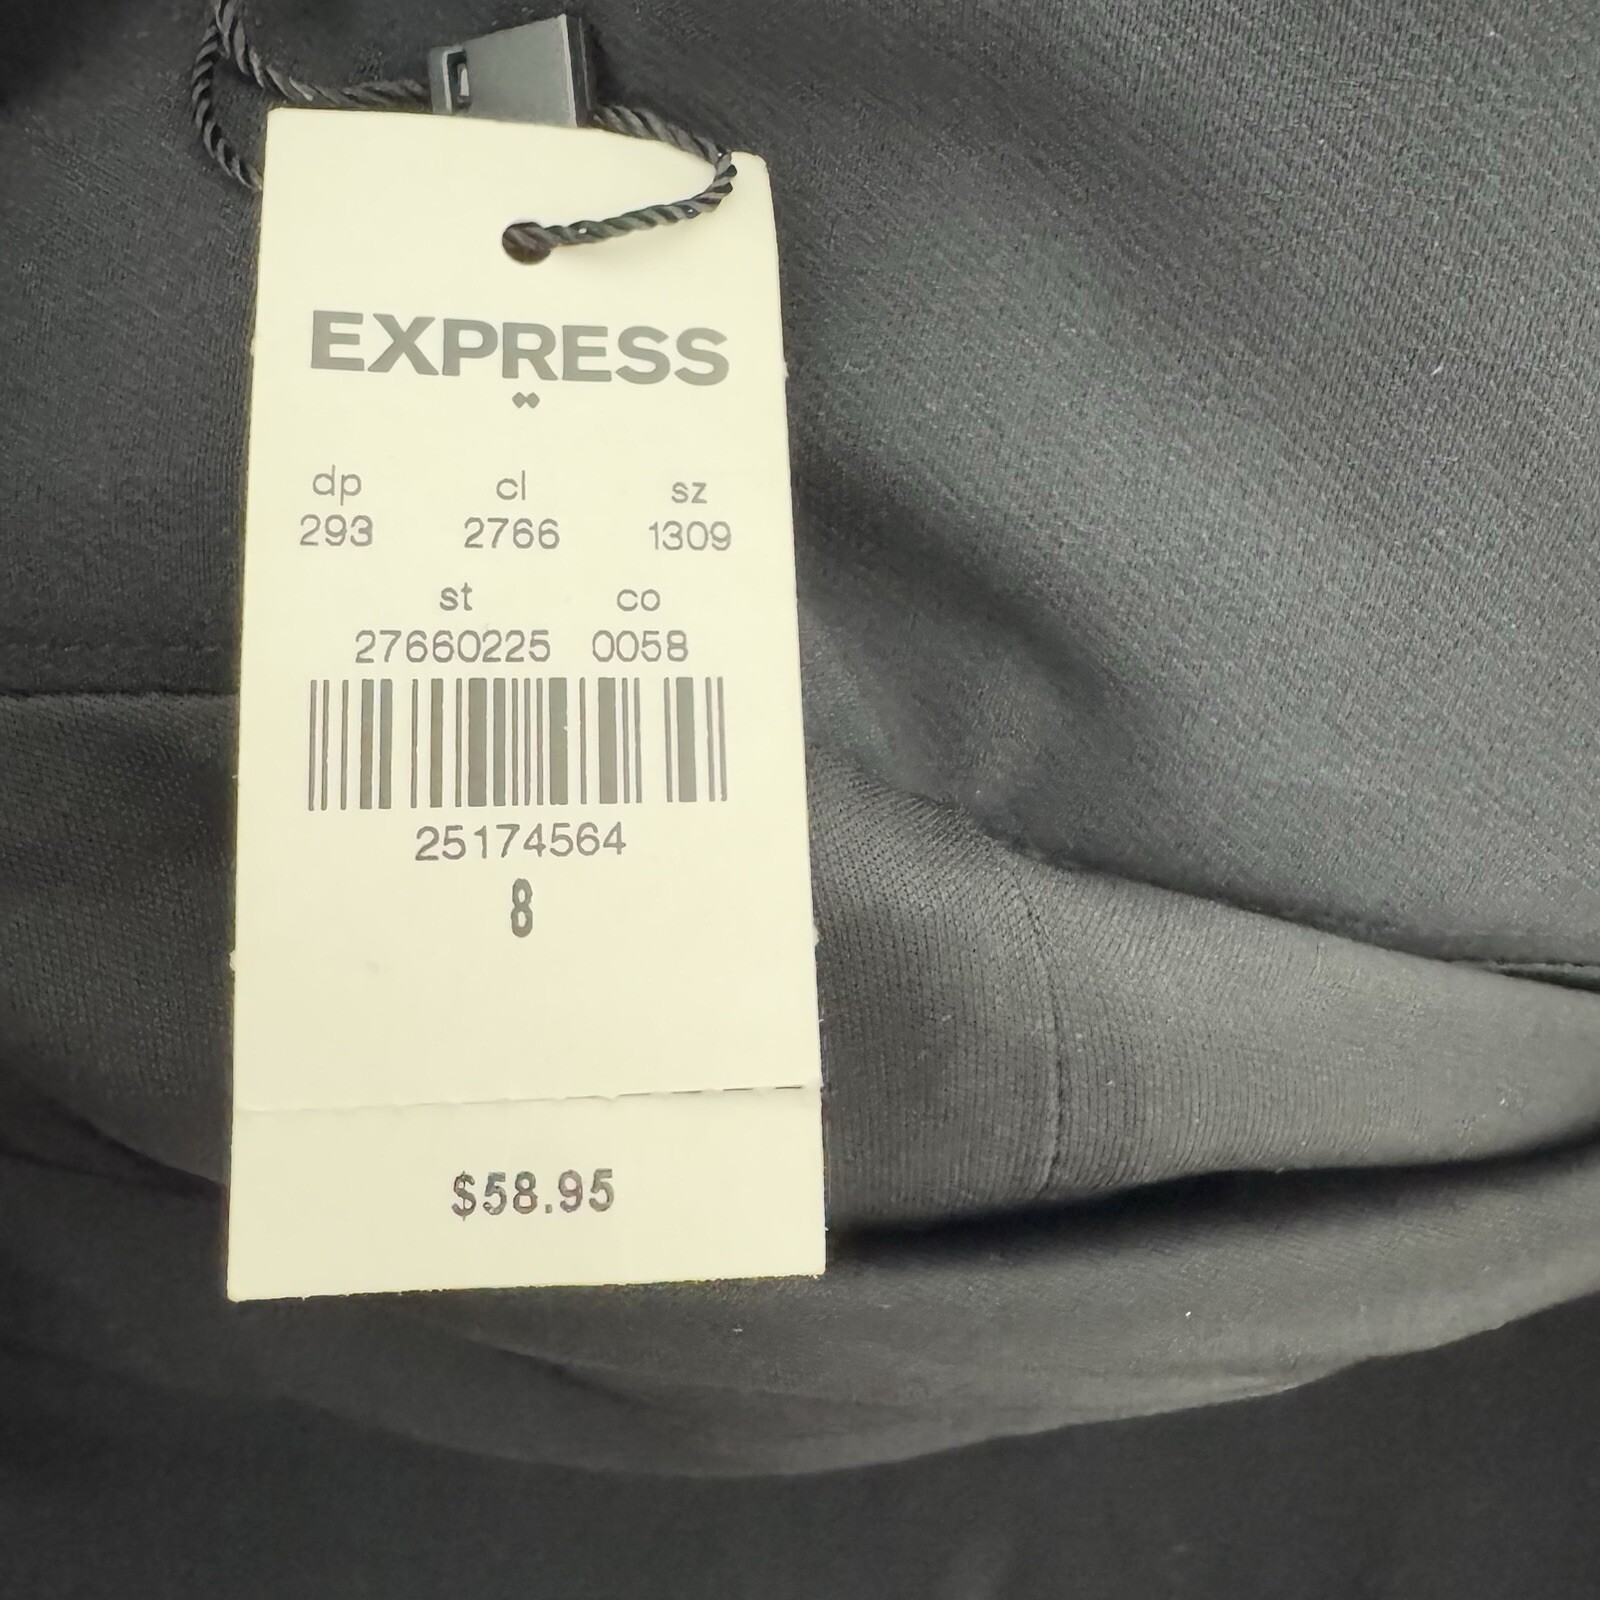 EXPRESS
dp cl sz
293 2766 1309
st co
27660225 0058
25174564
8
$58.95